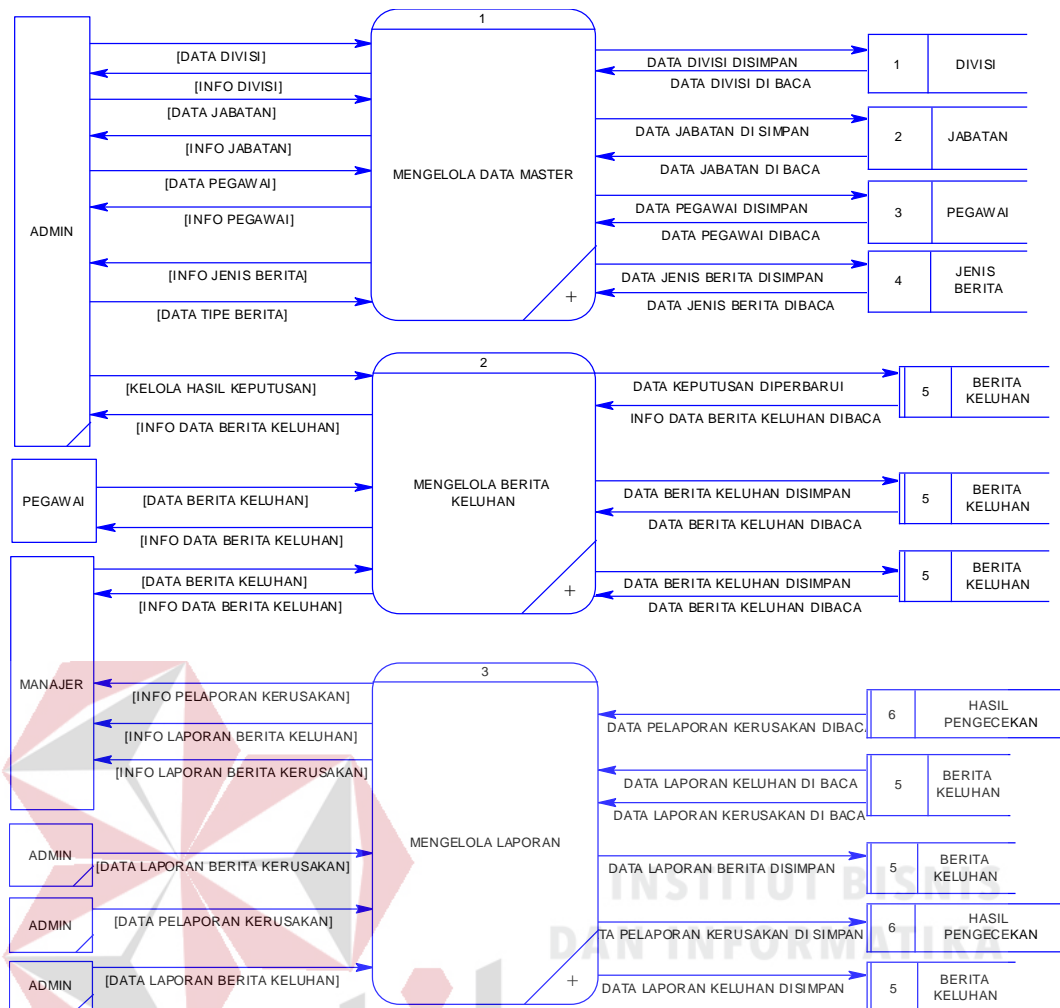 1
[DATA DIVISI]
[INFO DIVISI]
[DATA JABATAN]
[INFO JABATAN]
[DATA PEGAWAI]
[INFO PEGAWAI]
[INFO JENIS BERITA]
[DATA TIPE BERITA]
ADMIN
MENGELOLA DATA MASTER
+
DATA DIVISI DISIMPAN
DATA DIVISI DI BACA
1
DIVISI
DATA JABATAN DI SIMPAN
DATA JABATAN DI BACA
2
JABATAN
DATA PEGAWAI DISIMPAN
DATA PEGAWAI DIBACA
3
PEGAWAI
DATA JENIS BERITA DISIMPAN
DATA JENIS BERITA DIBACA
4
JENIS
BERITA
2
[KELOLA HASIL KEPUTUSAN]
[INFO DATA BERITA KELUHAN]
PEGAWAI
[DATA BERITA KELUHAN]
[INFO DATA BERITA KELUHAN]
[DATA BERITA KELUHAN]
[INFO DATA BERITA KELUHAN]
MENGELOLA BERITA
KELUHAN
+
DATA KEPUTUSAN DIPERBARUI
INFO DATA BERITA KELUHAN DIBACA
5
BERITA
KELUHAN
DATA BERITA KELUHAN DISIMPAN
DATA BERITA KELUHAN DIBACA
5
BERITA
KELUHAN
DATA BERITA KELUHAN DISIMPAN
DATA BERITA KELUHAN DIBACA
5
BERITA
KELUHAN
3
MANAJER
[INFO PELAPORAN KERUSAKAN]
[INFO LAPORAN BERITA KELUHAN]
[INFO LAPORAN BERITA KERUSAKAN]
ADMIN
[DATA LAPORAN BERITA KERUSAKAN]
ADMIN
[DATA PELAPORAN KERUSAKAN]
ADMIN
[DATA LAPORAN BERITA KELUHAN]
MENGELOLA LAPORAN
+
DATA PELAPORAN KERUSAKAN DIBACA
6
HASIL
PENGECEKAN
DATA LAPORAN KELUHAN DI BACA
DATA LAPORAN KERUSAKAN DI BACA
5
BERITA
KELUHAN
DATA LAPORAN BERITA DISIMPAN
5
BERITA
KELUHAN
TA PELAPORAN KERUSAKAN DI SIMPAN
6
HASIL
PENGECEKAN
DATA LAPORAN KELUHAN DISIMPAN
5
BERITA
KELUHAN
INSTITUT BISNIS
DAN INFORMATIKA